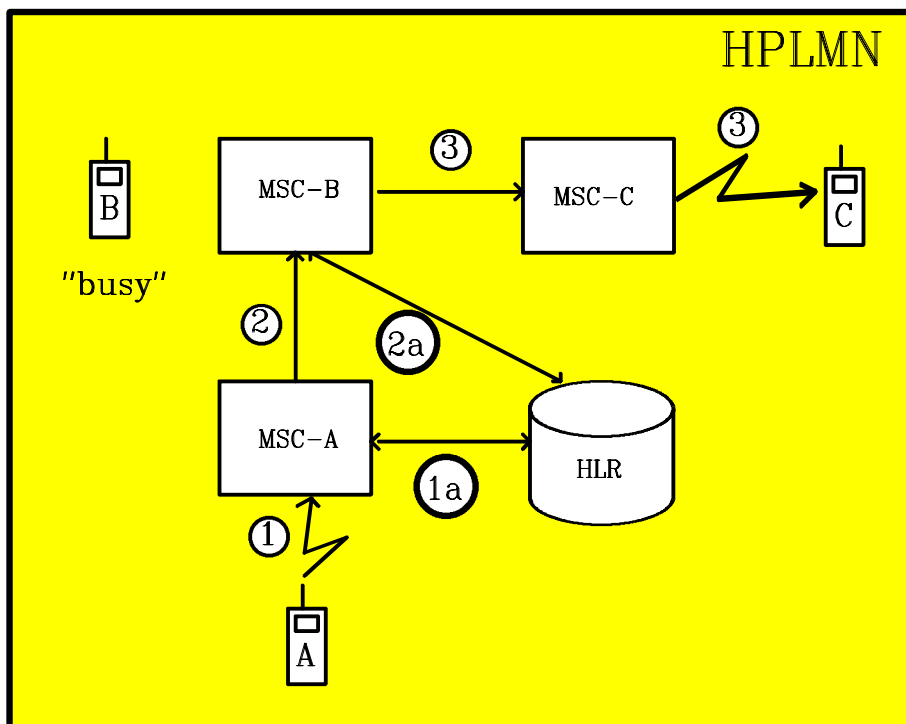 HPLMN
3
3
MSC-B
MSC-C
B
C
"busy"
2
2a
MSC-A
HLR
1a
1
A